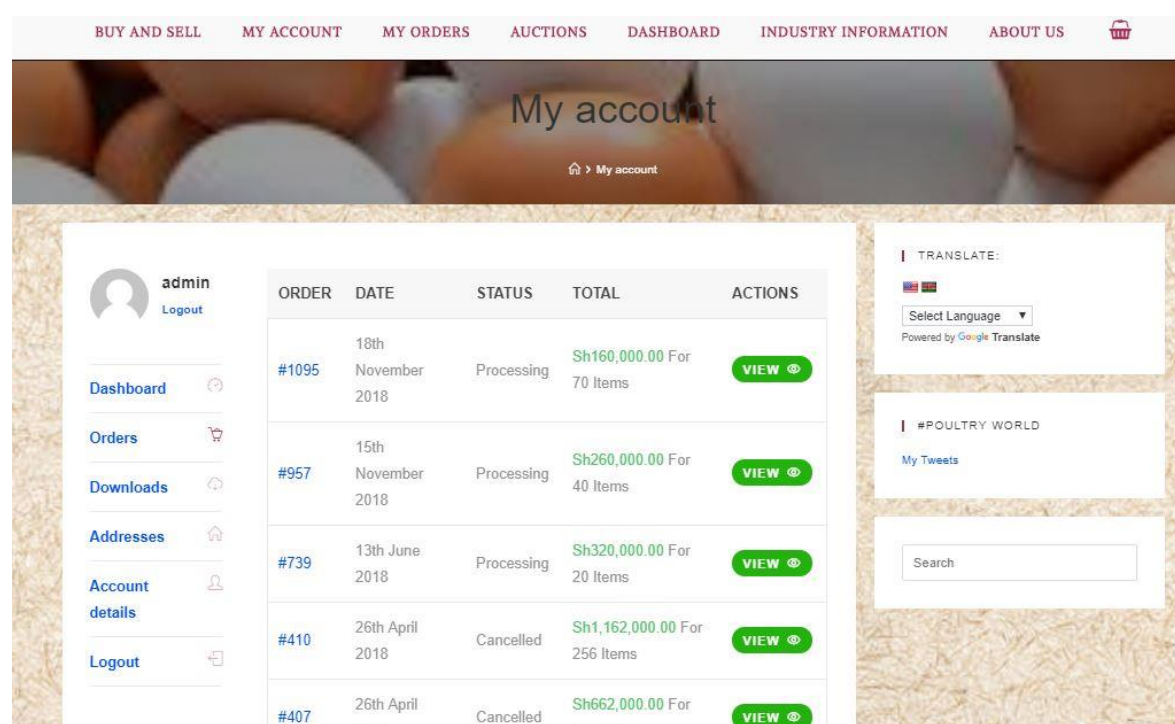 BUY AND SELL MY ACCOUNT MY ORDERS AUCTIONS DASHBOARD INDUSTRY INFORMATION ABOUT US
My account
> My account
admin
Logout
Dashboard
Orders
Downloads
Addresses
Account
details
Logout
ORDER DATE STATUS TOTAL ACTIONS
#1095 18th November 2018 Processing Sh160,000.00 For 70 Items VIEW
#957 15th November 2018 Processing Sh260,000.00 For 40 Items VIEW
#739 13th June 2018 Processing Sh320,000.00 For 20 Items VIEW
#410 26th April 2018 Cancelled Sh1,162,000.00 For 256 Items VIEW
#407 26th April Cancelled Sh662,000.00 For VIEW
TRANSLATE:
Select Language ▼
Powered by Google Translate
#POULTRY WORLD
My Tweets
Search